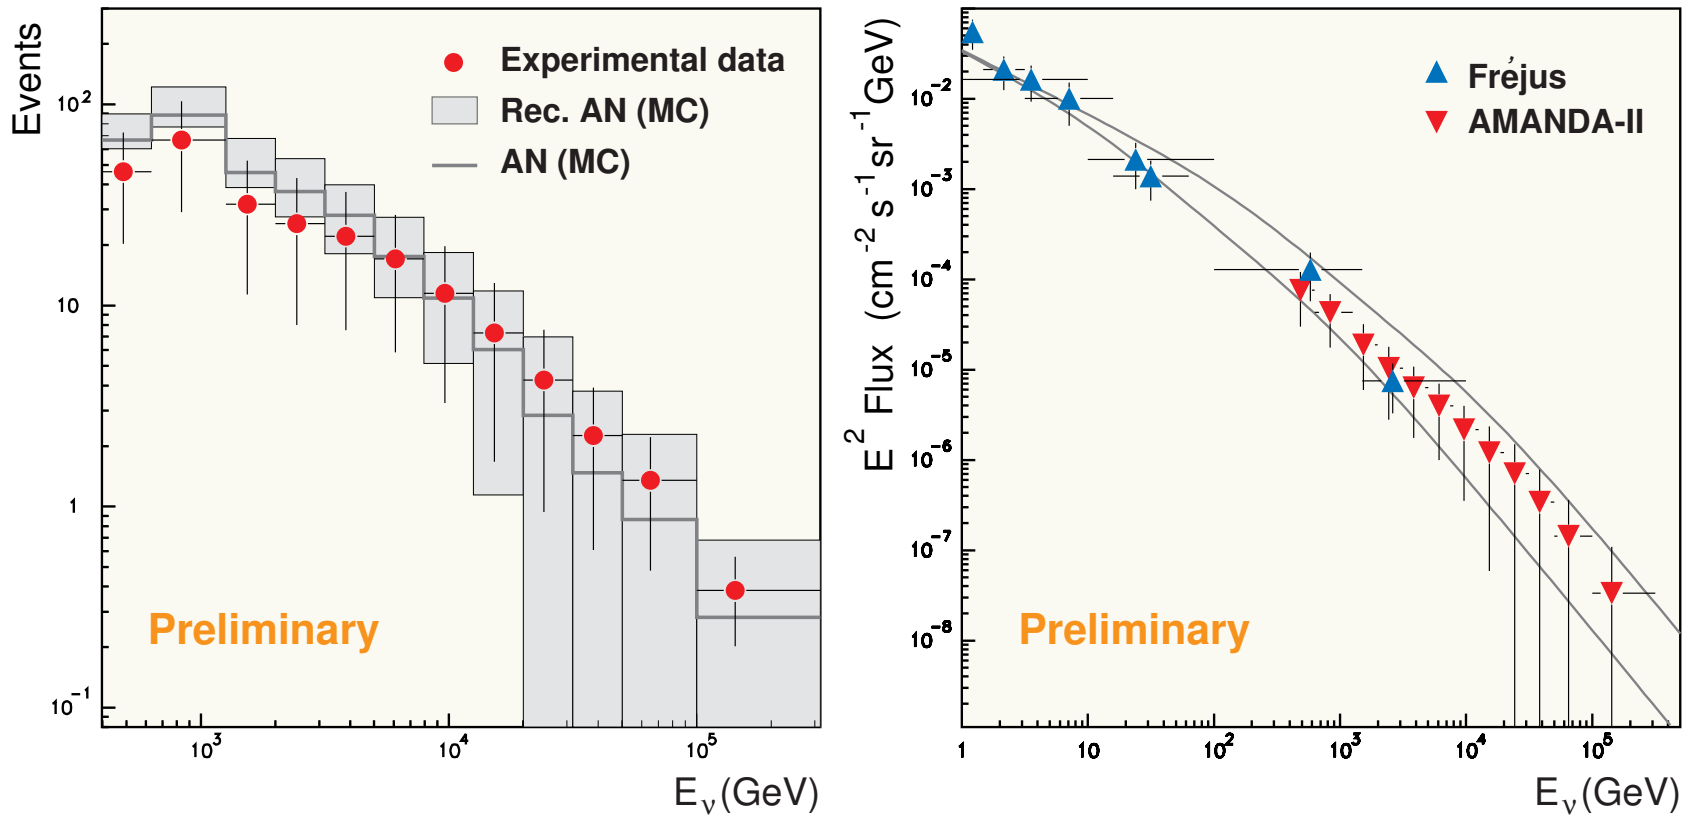 Events
10²
10
1
10⁻¹
Experimental data
Rec. AN (MC)
AN (MC)
Preliminary
10³
10⁴
10⁵
Eᵥ(GeV)
E² Flux (cm⁻² s⁻¹ sr⁻¹ GeV)
10⁻²
10⁻³
10⁻⁴
10⁻⁵
10⁻⁶
10⁻⁷
10⁻⁸
Fréjus
AMANDA-II
Preliminary
1
10
10²
10³
10⁴
10⁵
Eᵥ(GeV)